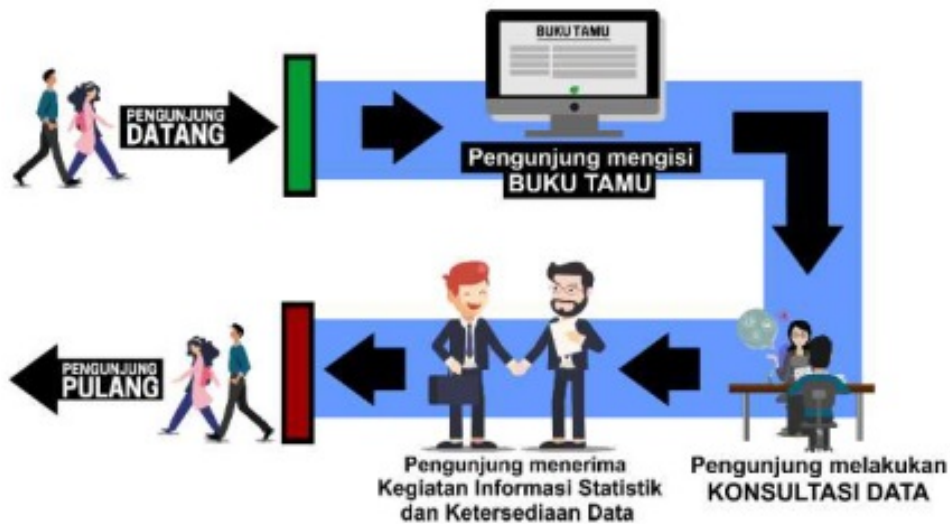 PENGUNJUNG
DATANG
BUKU TAMU
Pengunjung mengisi
BUKU TAMU
Pengunjung melakukan
KONSULTASI DATA
Pengunjung menerima
Kegiatan Informasi Statistik
dan Ketersediaan Data
PENGUNJUNG
PULANG